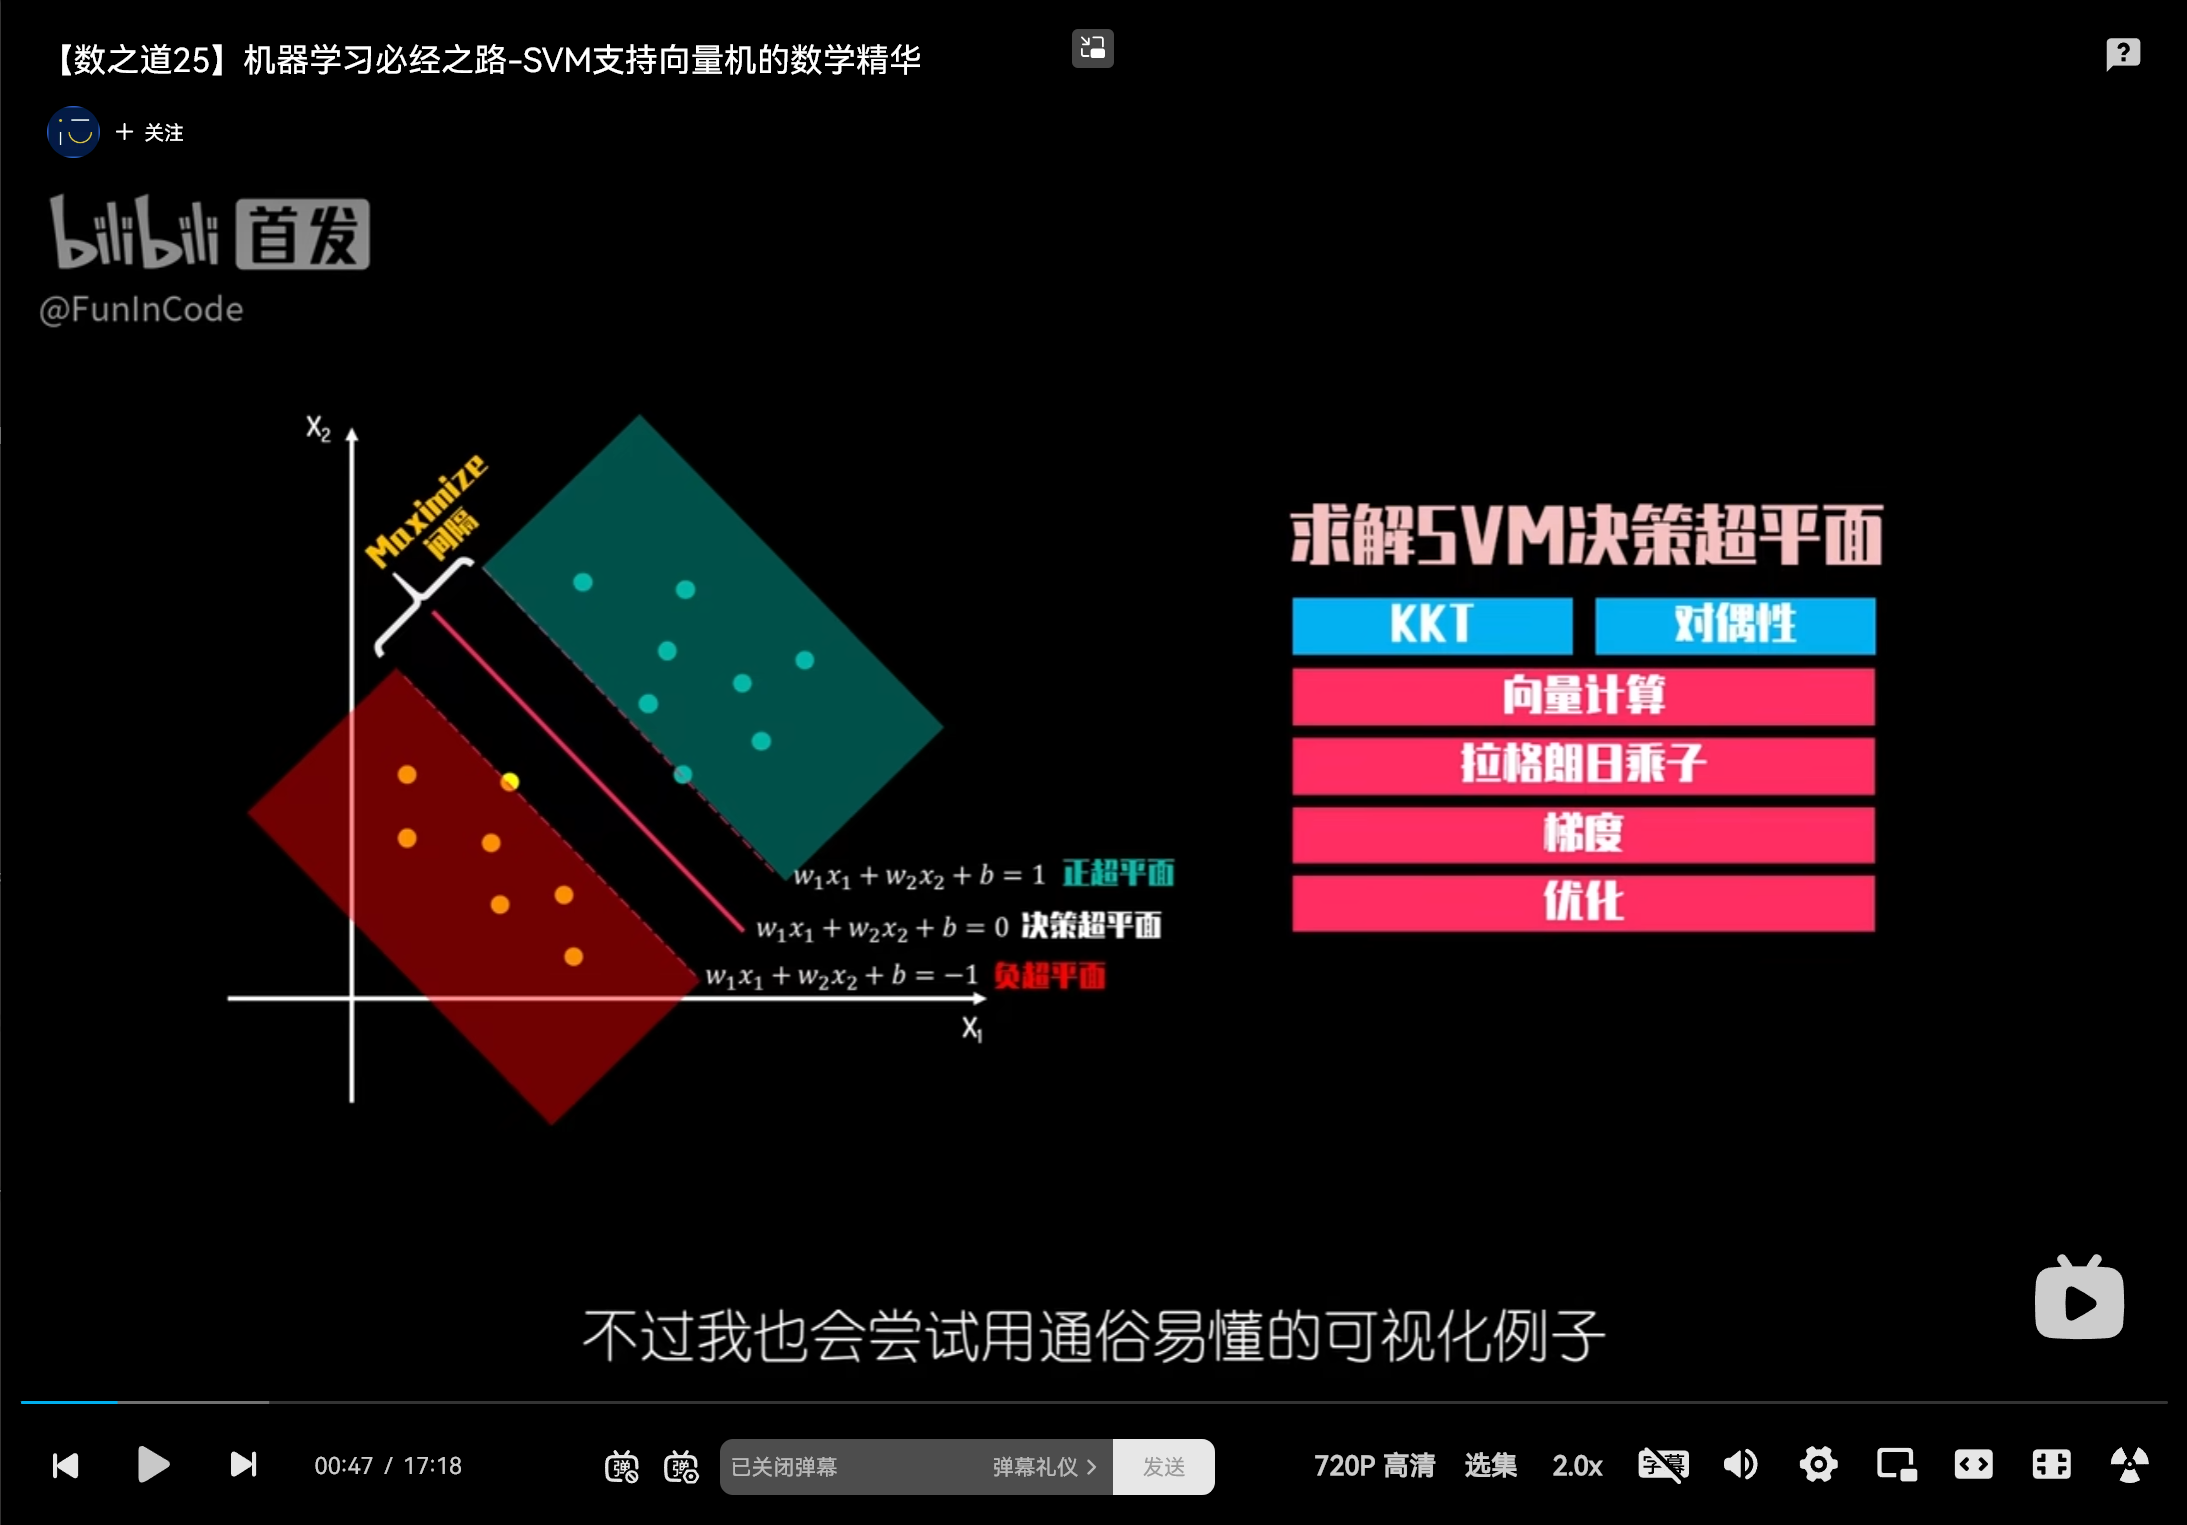 【数之道25】机器学习必经之路-SVM支持向量机的数学精华
+ 关注
bilibili 首发
@FunInCode
X₂
Maximize
间隔
w₁x₁ + w₂x₂ + b = 1 正超平面
w₁x₁ + w₂x₂ + b = 0 决策超平面
w₁x₁ + w₂x₂ + b = −1 负超平面
X₁
求解SVM决策超平面
KKT 对偶性
向量计算
拉格朗日乘子
梯度
优化
不过我也会尝试用通俗易懂的可视化例子
00:47 / 17:18 弹 弹 已关闭弹幕 弹幕礼仪 > 发送 720P 高清 选集 2.0x 字幕